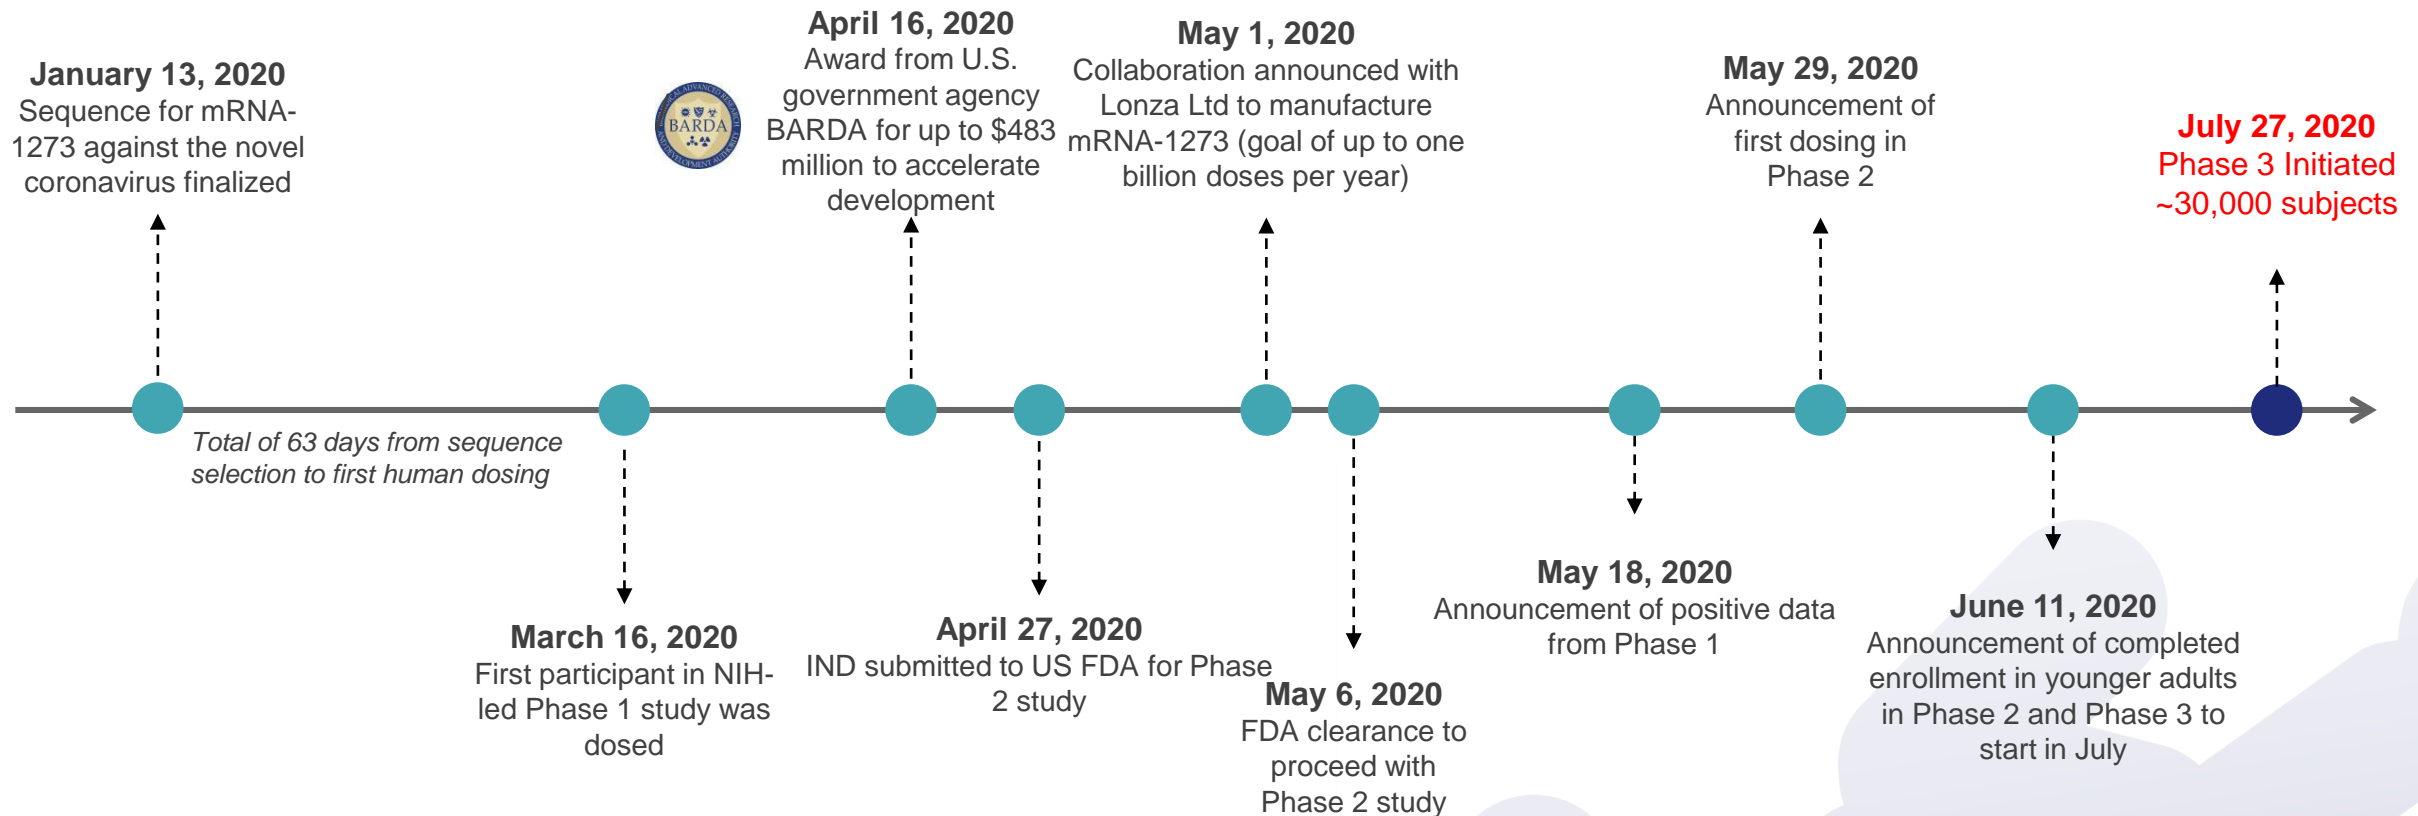 January 13, 2020
Sequence for mRNA-
1273 against the novel
coronavirus finalized
BARDA
April 16, 2020
Award from U.S.
government agency
BARDA for up to $483
million to accelerate
development
May 1, 2020
Collaboration announced with
Lonza Ltd to manufacture
mRNA-1273 (goal of up to one
billion doses per year)
May 29, 2020
Announcement of
first dosing in
Phase 2
July 27, 2020
Phase 3 Initiated
~30,000 subjects
Total of 63 days from sequence
selection to first human dosing
March 16, 2020
First participant in NIH-
led Phase 1 study was
dosed
April 27, 2020
IND submitted to US FDA for Phase
2 study
May 6, 2020
FDA clearance to
proceed with
Phase 2 study
May 18, 2020
Announcement of positive data
from Phase 1
June 11, 2020
Announcement of completed
enrollment in younger adults
in Phase 2 and Phase 3 to
start in July